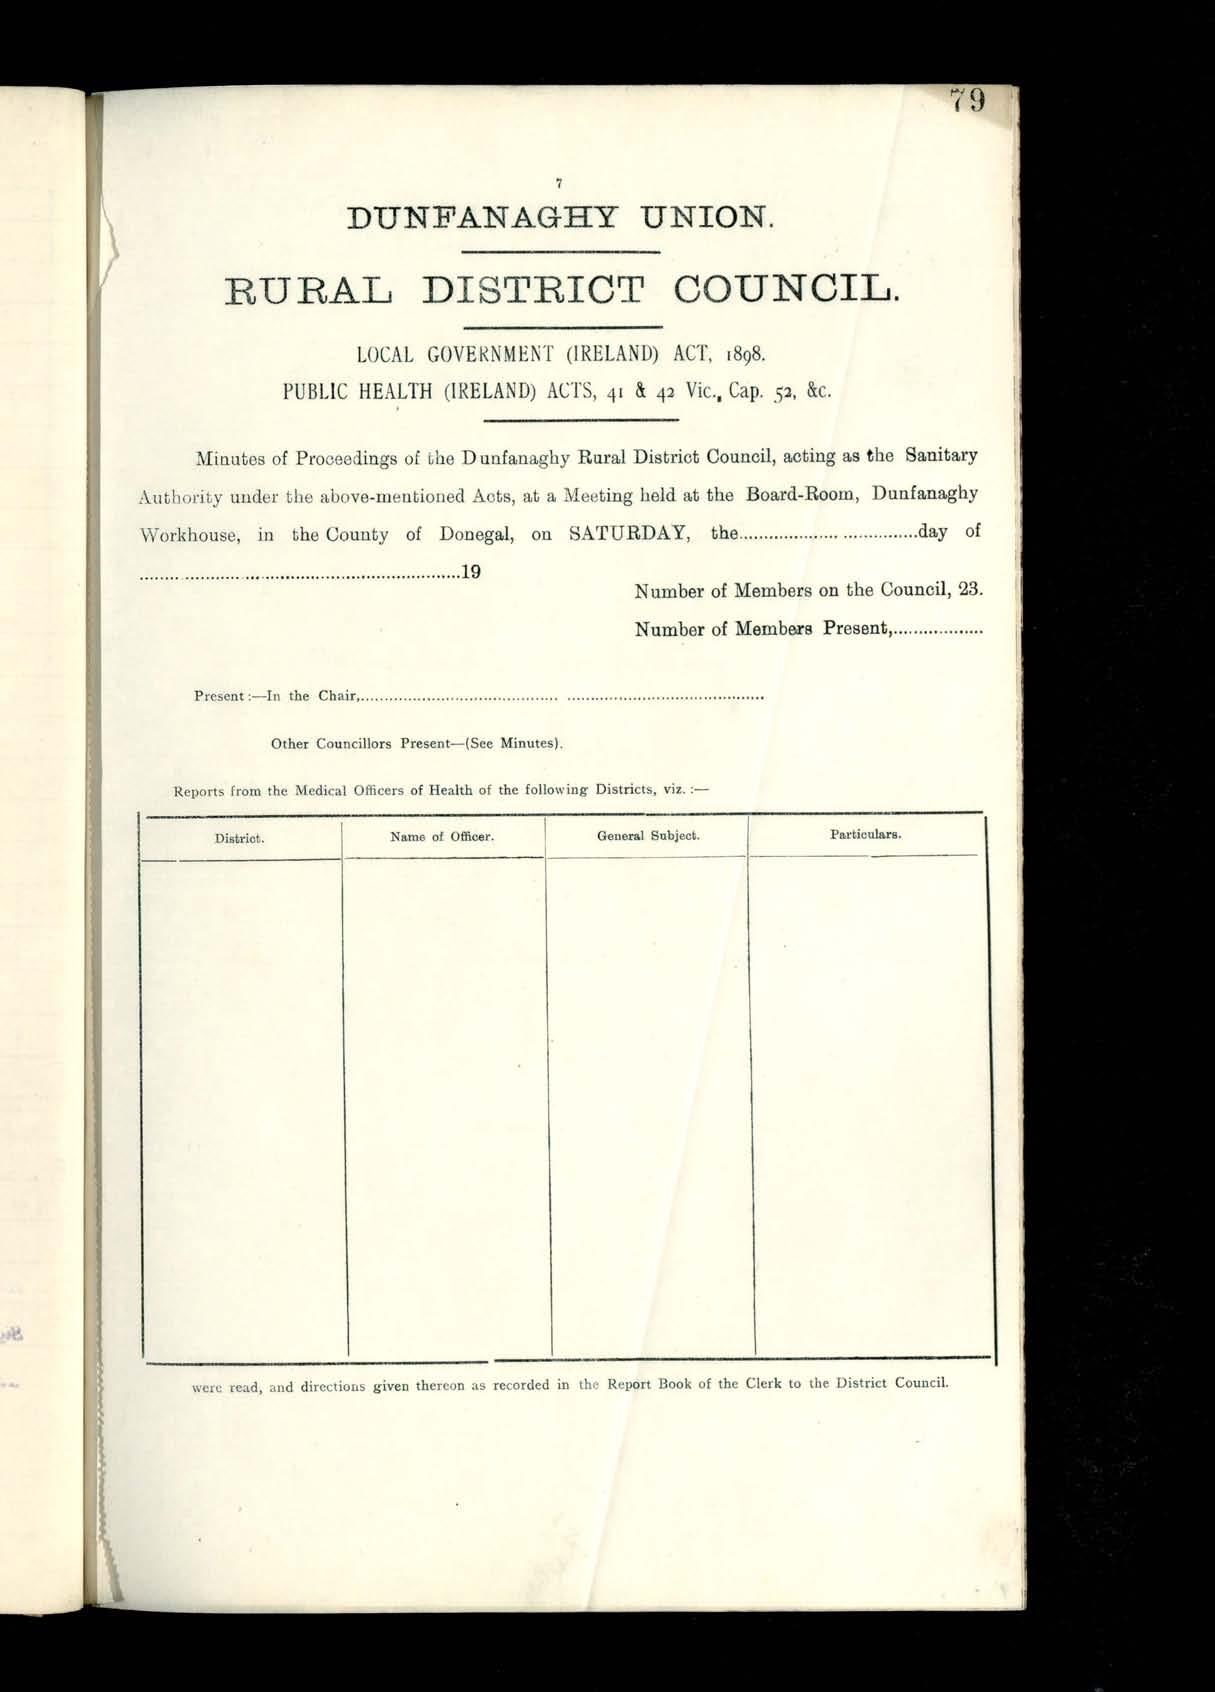 79
7
DUNFANAGHY UNION.
RURAL DISTRICT COUNCIL.
LOCAL GOVERNMENT (IRELAND) ACT, 1898.
PUBLIC HEALTH (IRELAND) ACTS, 41 & 42 Vic., Cap. 52, &c.
Minutes of Proceedings of the Dunfanaghy Rural District Council, acting as the Sanitary
Authority under the above-mentioned Acts, at a Meeting held at the Board-Room, Dunfanaghy
Workhouse, in the County of Donegal, on SATURDAY, the....................................day of
................................................................19
Number of Members on the Council, 23.
Number of Members Present,...................
Present :—In the Chair,......................................... .........................................
Other Councillors Present—(See Minutes).
Reports from the Medical Officers of Health of the following Districts, viz. :—
District. Name of Officer. General Subject. Particulars.
were read, and directions given thereon as recorded in the Report Book of the Clerk to the District Council.